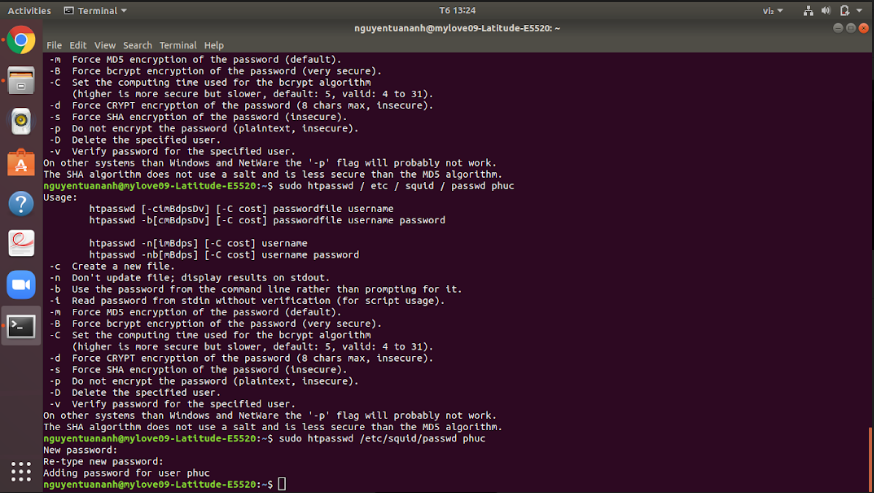 Activities Terminal T6 13:24 vi₂
nguyentuananh@mylove09-Latitude-E5520: ~
File Edit View Search Terminal Help
-m Force MD5 encryption of the password (default).
-B Force bcrypt encryption of the password (very secure).
-C Set the computing time used for the bcrypt algorithm
(higher is more secure but slower, default: 5, valid: 4 to 31).
-d Force CRYPT encryption of the password (8 chars max, insecure).
-s Force SHA encryption of the password (insecure).
-p Do not encrypt the password (plaintext, insecure).
-D Delete the specified user.
-v Verify password for the specified user.
On other systems than Windows and NetWare the '-p' flag will probably not work.
The SHA algorithm does not use a salt and is less secure than the MD5 algorithm.
nguyentuananh@mylove09-Latitude-E5520:~$ sudo htpasswd / etc / squid / passwd phuc
Usage:
htpasswd [-cimBdpsDv] [-C cost] passwordfile username
htpasswd -b[cmBdpsDv] [-C cost] passwordfile username password
htpasswd -n[imBdps] [-C cost] username
htpasswd -nb[mBdps] [-C cost] username password
-c Create a new file.
-n Don't update file; display results on stdout.
-b Use the password from the command line rather than prompting for it.
-i Read password from stdin without verification (for script usage).
-m Force MD5 encryption of the password (default).
-B Force bcrypt encryption of the password (very secure).
-C Set the computing time used for the bcrypt algorithm
(higher is more secure but slower, default: 5, valid: 4 to 31).
-d Force CRYPT encryption of the password (8 chars max, insecure).
-s Force SHA encryption of the password (insecure).
-p Do not encrypt the password (plaintext, insecure).
-D Delete the specified user.
-v Verify password for the specified user.
On other systems than Windows and NetWare the '-p' flag will probably not work.
The SHA algorithm does not use a salt and is less secure than the MD5 algorithm.
nguyentuananh@mylove09-Latitude-E5520:~$ sudo htpasswd /etc/squid/passwd phuc
New password:
Re-type new password:
Adding password for user phuc
nguyentuananh@mylove09-Latitude-E5520:~$